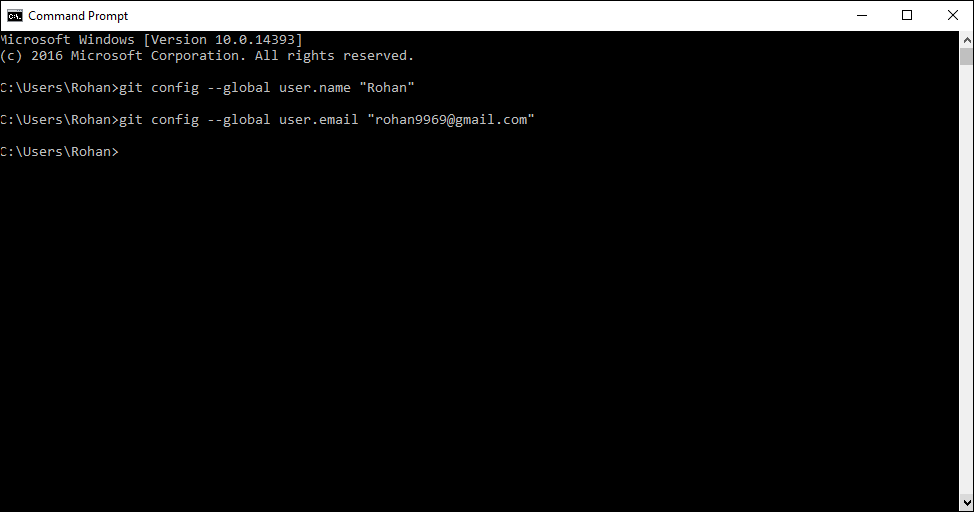 Command Prompt
Microsoft Windows [Version 10.0.14393]
(c) 2016 Microsoft Corporation. All rights reserved.
C:\Users\Rohan>git config --global user.name "Rohan"
C:\Users\Rohan>git config --global user.email "rohan9969@gmail.com"
C:\Users\Rohan>